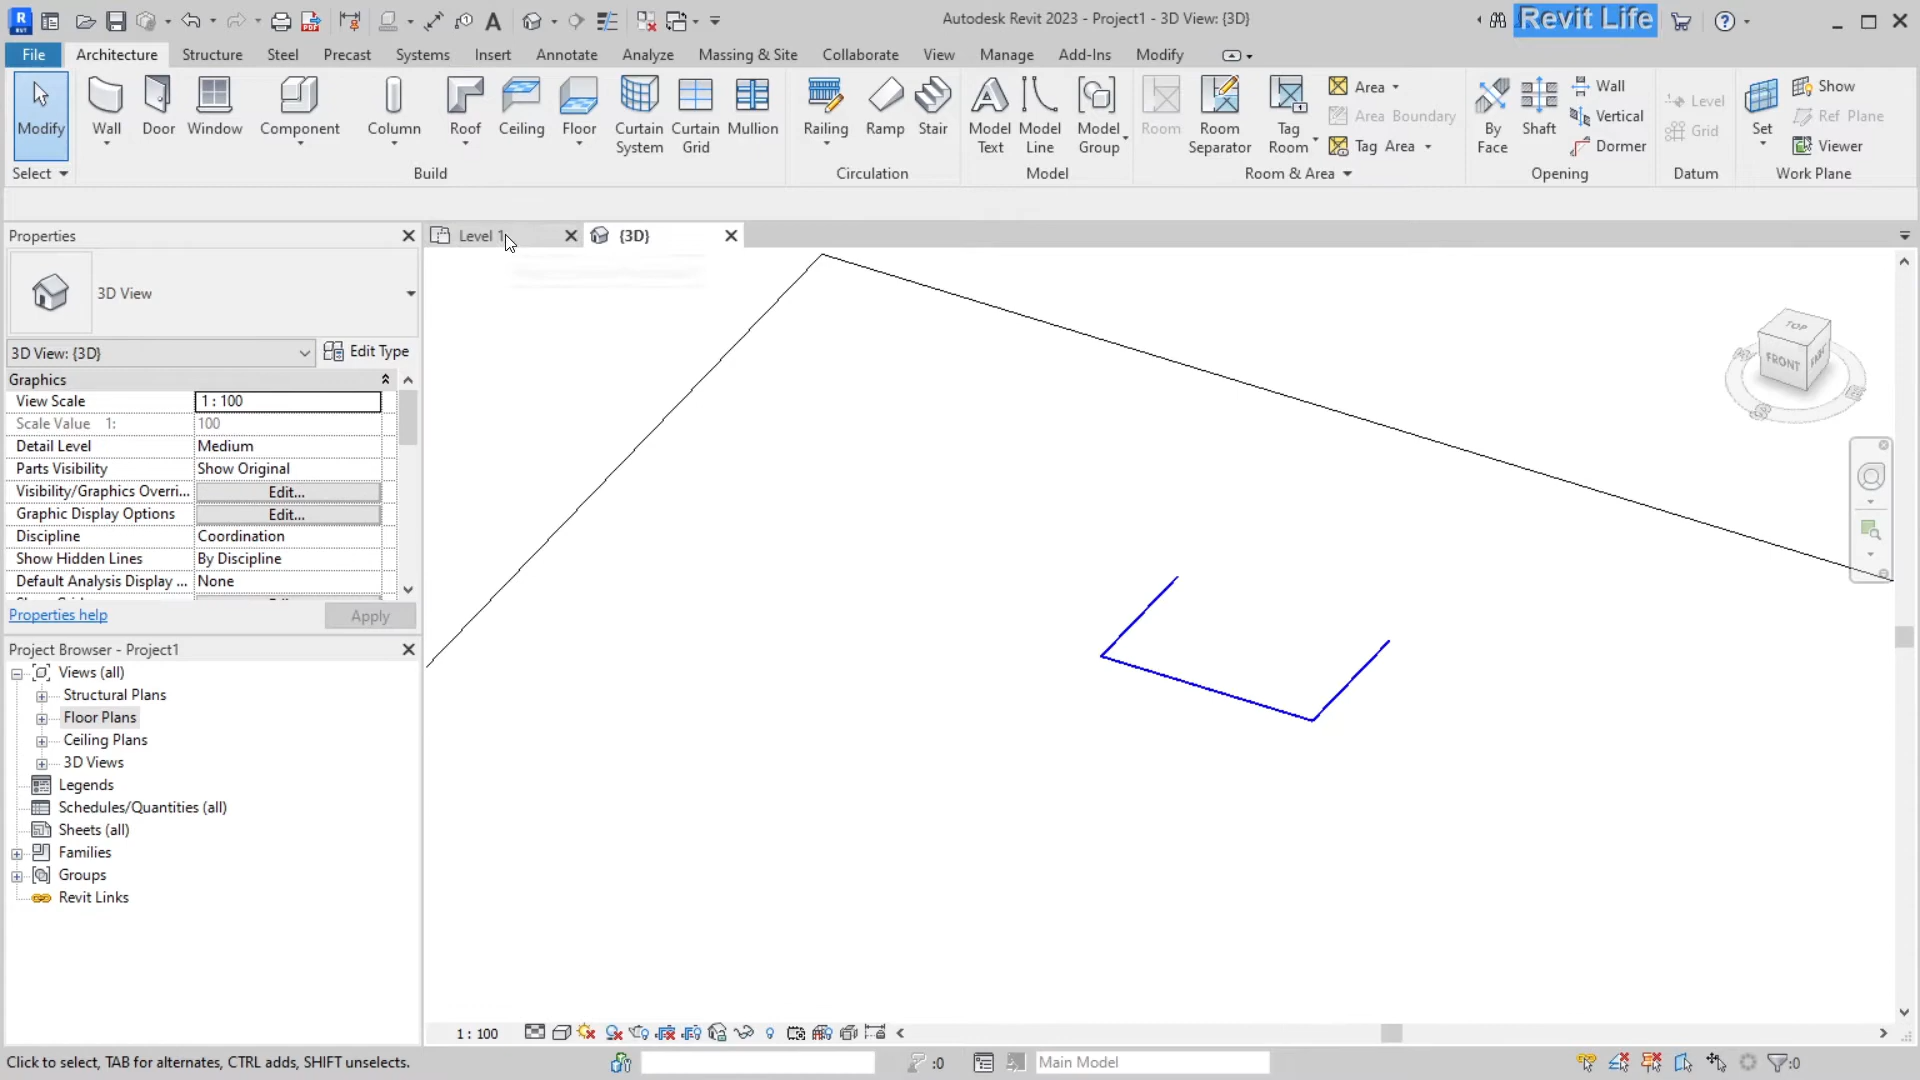 Autodesk Revit 2023 - Project1 - 3D View: {3D}
Revit Life
File Architecture Structure Steel Precast Systems Insert Annotate Analyze Massing & Site Collaborate View Manage Add-Ins Modify
Modify
Wall
Door
Window
Component
Column
Roof
Ceiling
Floor
Curtain System
Curtain Grid
Mullion
Railing
Ramp
Stair
Model Text
Model Line
Model Group
Room
Room Separator
Tag Room
Area
Area Boundary
Tag Area
By Face
Shaft
Wall
Vertical
Dormer
Level
Grid
Set
Show
Ref Plane
Viewer
Select
Build
Circulation
Model
Room & Area
Opening
Datum
Work Plane
Properties
Level 1
{3D}
3D View
3D View: {3D}
Edit Type
Graphics
View Scale 1 : 100
Scale Value 1: 100
Detail Level Medium
Parts Visibility Show Original
Visibility/Graphics Overri... Edit...
Graphic Display Options Edit...
Discipline Coordination
Show Hidden Lines By Discipline
Default Analysis Display ... None
Properties help
Apply
Project Browser - Project1
Views (all)
Structural Plans
Floor Plans
Ceiling Plans
3D Views
Legends
Schedules/Quantities (all)
Sheets (all)
Families
Groups
Revit Links
TOP
FRONT
S
E
1 : 100
Click to select, TAB for alternates, CTRL adds, SHIFT unselects.
:0
Main Model
:0